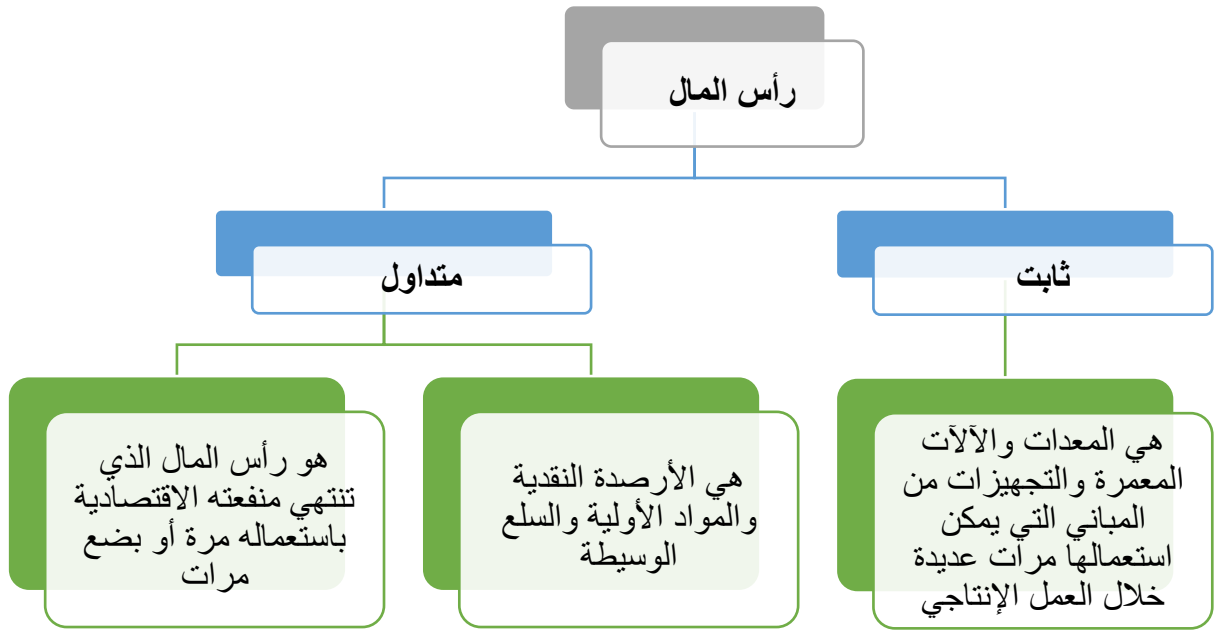 رأس المال
ثابت
متداول
هي المعدات والآلآت
المعمرة والتجهيزات من
المباني التي يمكن
استعمالها مرات عديدة
خلال العمل الإنتاجي
هي الأرصدة النقدية
والمواد الأولية والسلع
الوسيطة
هو رأس المال الذي
تنتهي منفعته الاقتصادية
باستعماله مرة أو بضع
مرات